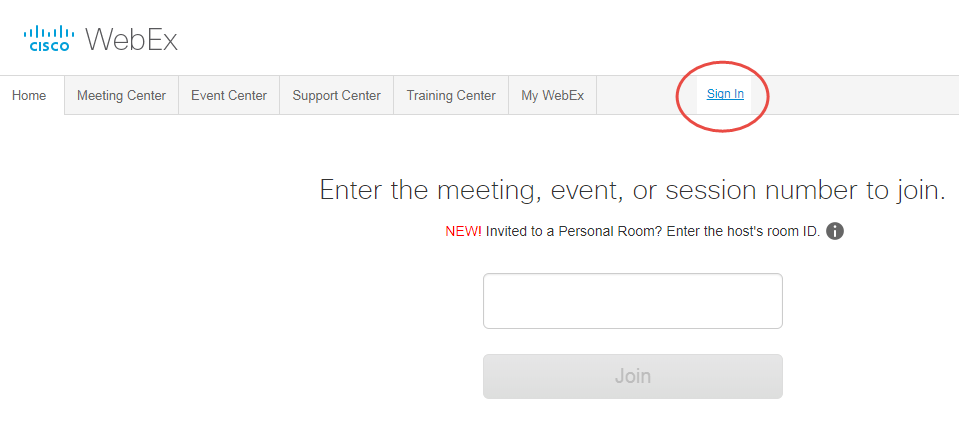 CISCO WebEx
Home Meeting Center Event Center Support Center Training Center My WebEx Sign In
Enter the meeting, event, or session number to join.
NEW! Invited to a Personal Room? Enter the host's room ID. i
Join